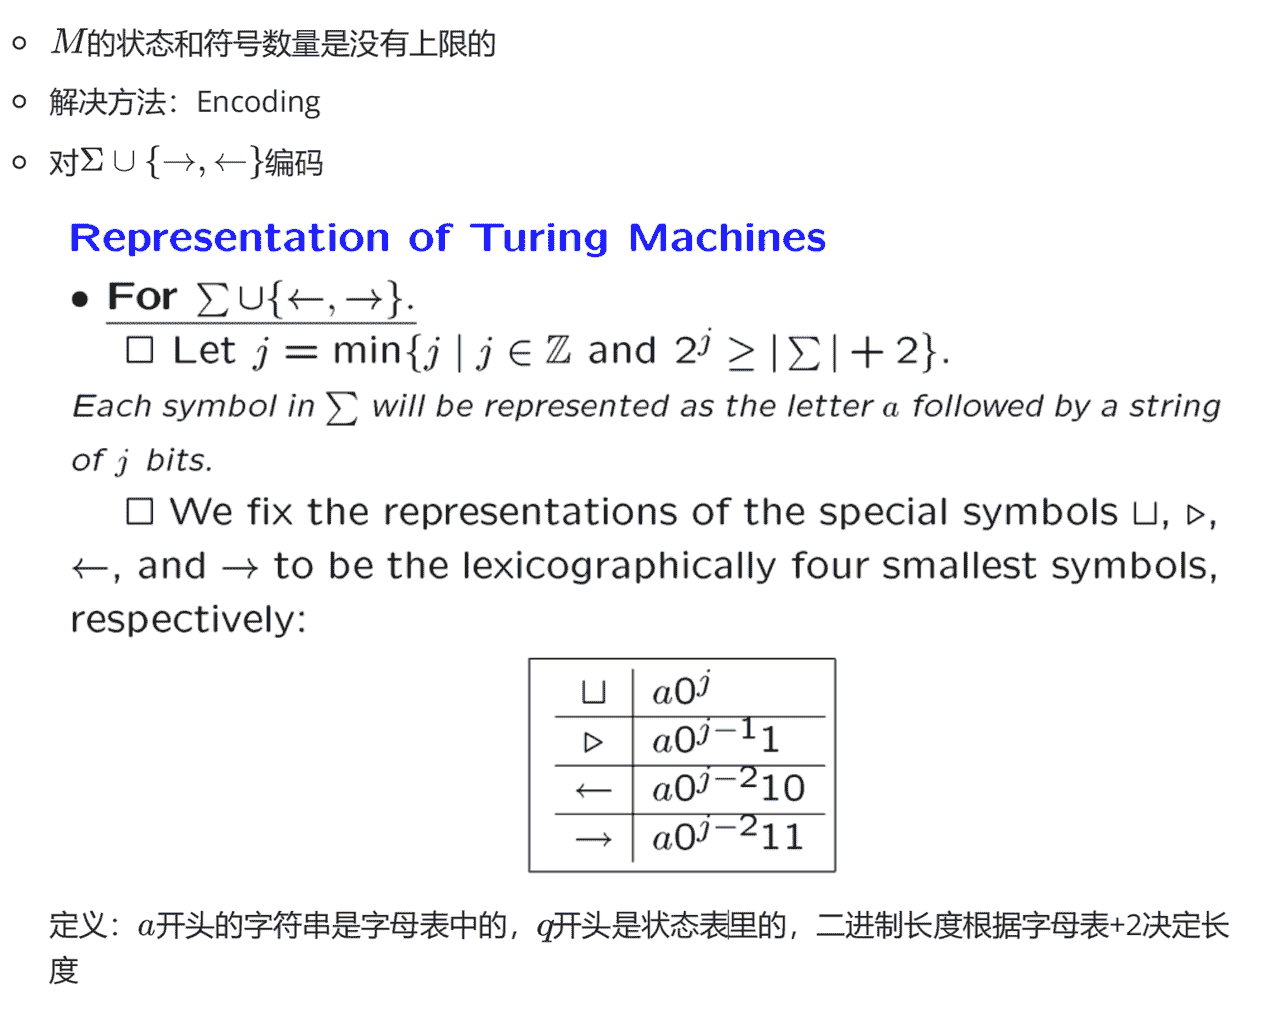 M的状态和符号数量是没有上限的
解决方法：Encoding
对Σ ∪ {→, ←}编码
Representation of Turing Machines
• For ∑ ∪{←, →}.
□ Let j = min{j | j ∈ ℤ and 2^j ≥ |∑| + 2}.
Each symbol in ∑ will be represented as the letter a followed by a string
of j bits.
□ We fix the representations of the special symbols ⊔, ▷,
←, and → to be the lexicographically four smallest symbols,
respectively:
⊔ | a0^j
▷ | a0^{j−1}1
← | a0^{j−2}10
→ | a0^{j−2}11
定义：a开头的字符串是字母表中的，q开头是状态表里的，二进制长度根据字母表+2决定长
度